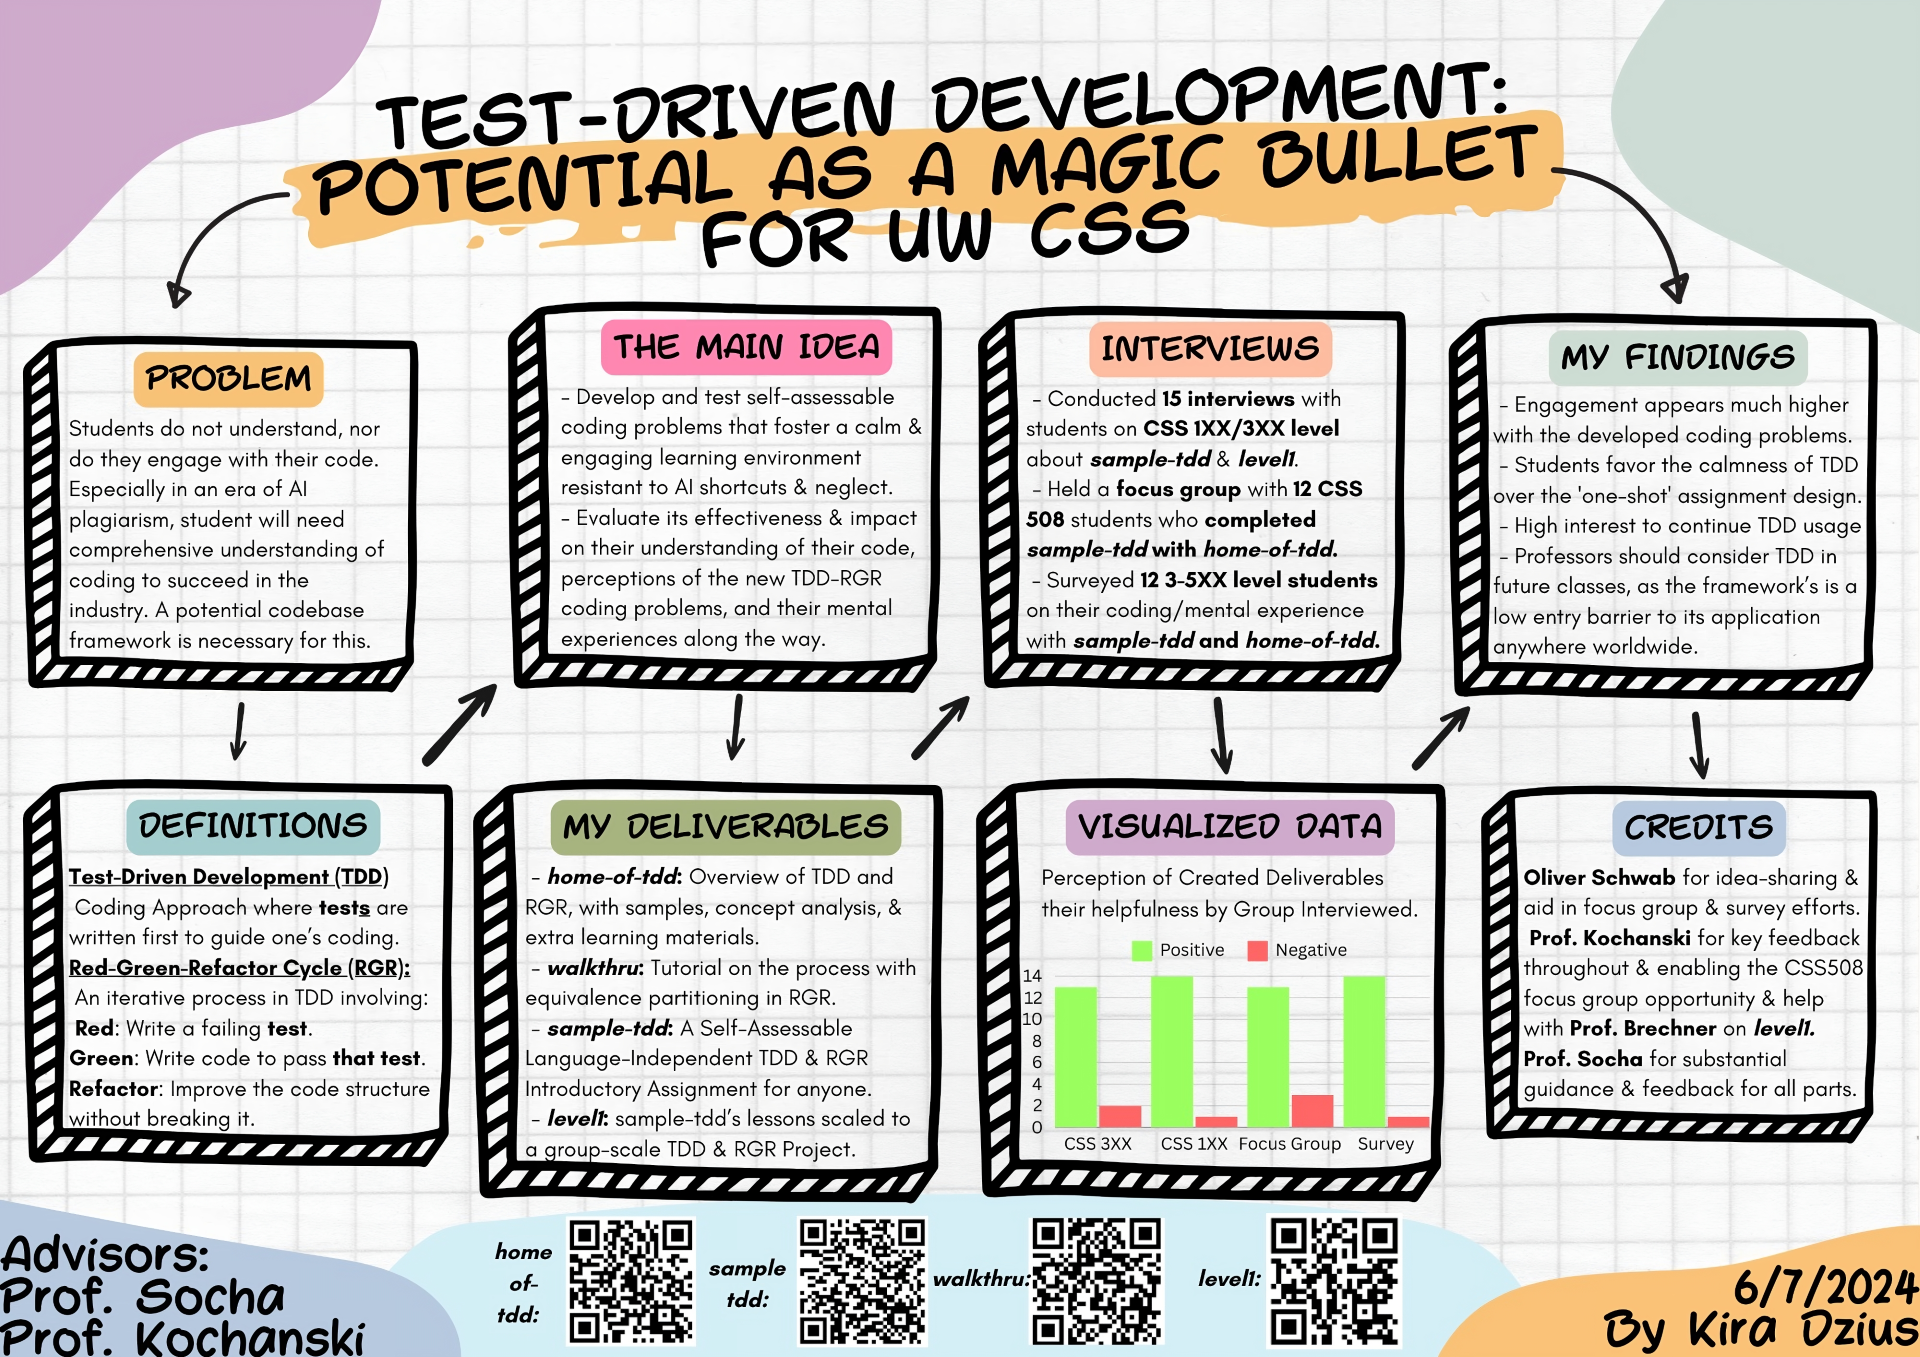 TEST-DRIVEN DEVELOPMENT:
POTENTIAL AS A MAGIC BULLET
FOR UW CSS
PROBLEM
Students do not understand, nor
do they engage with their code.
Especially in an era of AI
plagiarism, student will need
comprehensive understanding of
coding to succeed in the
industry. A potential codebase
framework is necessary for this.
DEFINITIONS
Test-Driven Development (TDD)
Coding Approach where tests are
written first to guide one's coding.
Red-Green-Refactor Cycle (RGR):
An iterative process in TDD involving:
Red: Write a failing test.
Green: Write code to pass that test.
Refactor: Improve the code structure
without breaking it.
THE MAIN IDEA
- Develop and test self-assessable
coding problems that foster a calm &
engaging learning environment
resistant to AI shortcuts & neglect.
- Evaluate its effectiveness & impact
on their understanding of their code,
perceptions of the new TDD-RGR
coding problems, and their mental
experiences along the way.
MY DELIVERABLES
- home-of-tdd: Overview of TDD and
RGR, with samples, concept analysis, &
extra learning materials.
- walkthru: Tutorial on the process with
equivalence partitioning in RGR.
- sample-tdd: A Self-Assessable
Language-Independent TDD & RGR
Introductory Assignment for anyone.
- level1: sample-tdd's lessons scaled to
a group-scale TDD & RGR Project.
INTERVIEWS
- Conducted 15 interviews with
students on CSS 1XX/3XX level
about sample-tdd & level1.
- Held a focus group with 12 CSS
508 students who completed
sample-tdd with home-of-tdd.
- Surveyed 12 3-5XX level students
on their coding/mental experience
with sample-tdd and home-of-tdd.
VISUALIZED DATA
Perception of Created Deliverables
their helpfulness by Group Interviewed.
Positive Negative
14
12
10
8
6
4
2
0
CSS 3XX CSS 1XX Focus Group Survey
MY FINDINGS
- Engagement appears much higher
with the developed coding problems.
- Students favor the calmness of TDD
over the 'one-shot' assignment design.
- High interest to continue TDD usage
- Professors should consider TDD in
future classes, as the framework's is a
low entry barrier to its application
anywhere worldwide.
CREDITS
Oliver Schwab for idea-sharing &
aid in focus group & survey efforts.
Prof. Kochanski for key feedback
throughout & enabling the CSS508
focus group opportunity & help
with Prof. Brechner on level1.
Prof. Socha for substantial
guidance & feedback for all parts.
Advisors:
Prof. Socha
Prof. Kochanski
home
of-
tdd:
sample
tdd:
walkthru:
level1:
6/7/2024
By Kira Dzius